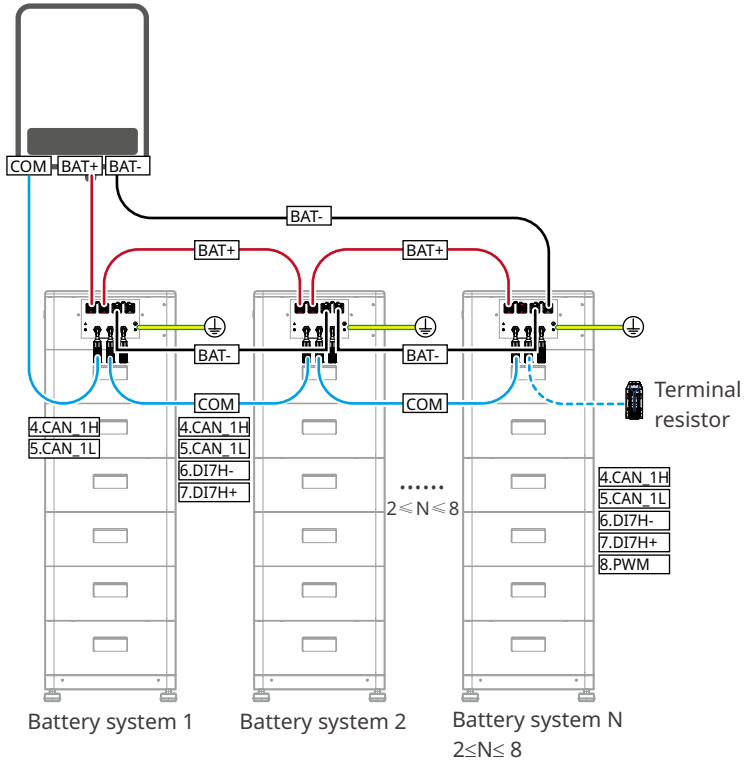 COM BAT+ BAT-
BAT-
BAT+ BAT+
BAT- BAT-
COM COM
Terminal
resistor
4.CAN_1H
5.CAN_1L
4.CAN_1H
5.CAN_1L
6.DI7H-
7.DI7H+
......
2≤N≤8
4.CAN_1H
5.CAN_1L
6.DI7H-
7.DI7H+
8.PWM
Battery system 1
Battery system 2
Battery system N
2≤N≤ 8